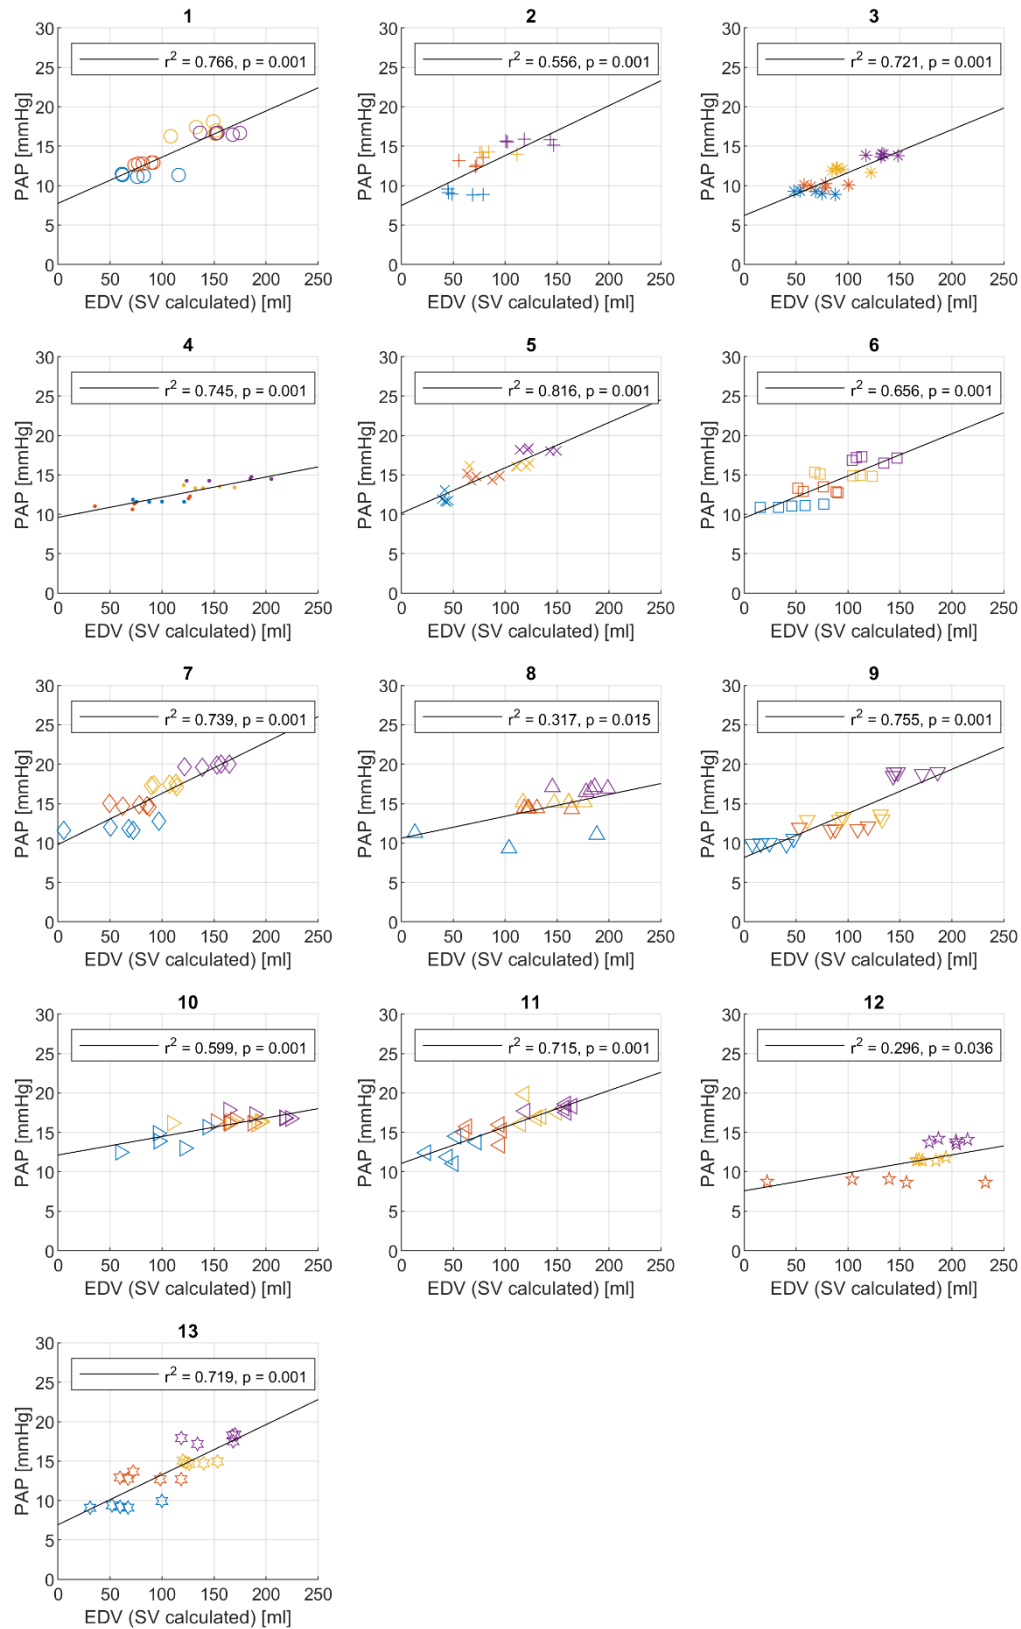 1
r² = 0.766, p = 0.001
PAP [mmHg]
30
25
20
15
10
5
0
0 50 100 150 200 250
EDV (SV calculated) [ml]
2
r² = 0.556, p = 0.001
PAP [mmHg]
30
25
20
15
10
5
0
0 50 100 150 200 250
EDV (SV calculated) [ml]
3
r² = 0.721, p = 0.001
PAP [mmHg]
30
25
20
15
10
5
0
0 50 100 150 200 250
EDV (SV calculated) [ml]
4
r² = 0.745, p = 0.001
PAP [mmHg]
30
25
20
15
10
5
0
0 50 100 150 200 250
EDV (SV calculated) [ml]
5
r² = 0.816, p = 0.001
PAP [mmHg]
30
25
20
15
10
5
0
0 50 100 150 200 250
EDV (SV calculated) [ml]
6
r² = 0.656, p = 0.001
PAP [mmHg]
30
25
20
15
10
5
0
0 50 100 150 200 250
EDV (SV calculated) [ml]
7
r² = 0.739, p = 0.001
PAP [mmHg]
30
25
20
15
10
5
0
0 50 100 150 200 250
EDV (SV calculated) [ml]
8
r² = 0.317, p = 0.015
PAP [mmHg]
30
25
20
15
10
5
0
0 50 100 150 200 250
EDV (SV calculated) [ml]
9
r² = 0.755, p = 0.001
PAP [mmHg]
30
25
20
15
10
5
0
0 50 100 150 200 250
EDV (SV calculated) [ml]
10
r² = 0.599, p = 0.001
PAP [mmHg]
30
25
20
15
10
5
0
0 50 100 150 200 250
EDV (SV calculated) [ml]
11
r² = 0.715, p = 0.001
PAP [mmHg]
30
25
20
15
10
5
0
0 50 100 150 200 250
EDV (SV calculated) [ml]
12
r² = 0.296, p = 0.036
PAP [mmHg]
30
25
20
15
10
5
0
0 50 100 150 200 250
EDV (SV calculated) [ml]
13
r² = 0.719, p = 0.001
PAP [mmHg]
30
25
20
15
10
5
0
0 50 100 150 200 250
EDV (SV calculated) [ml]